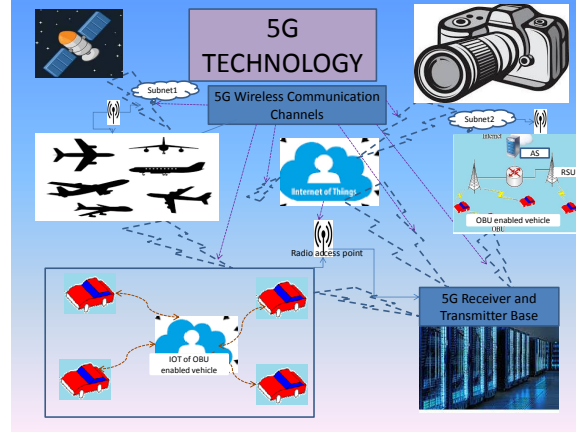 5G
TECHNOLOGY
5G Wireless Communication
Channels
Subnet1
Subnet2
Internet
AS
RSU
OBU enabled vehicle
OBU
Internet of Things
Radio access point
5G Receiver and
Transmitter Base
IOT of OBU
enabled vehicle